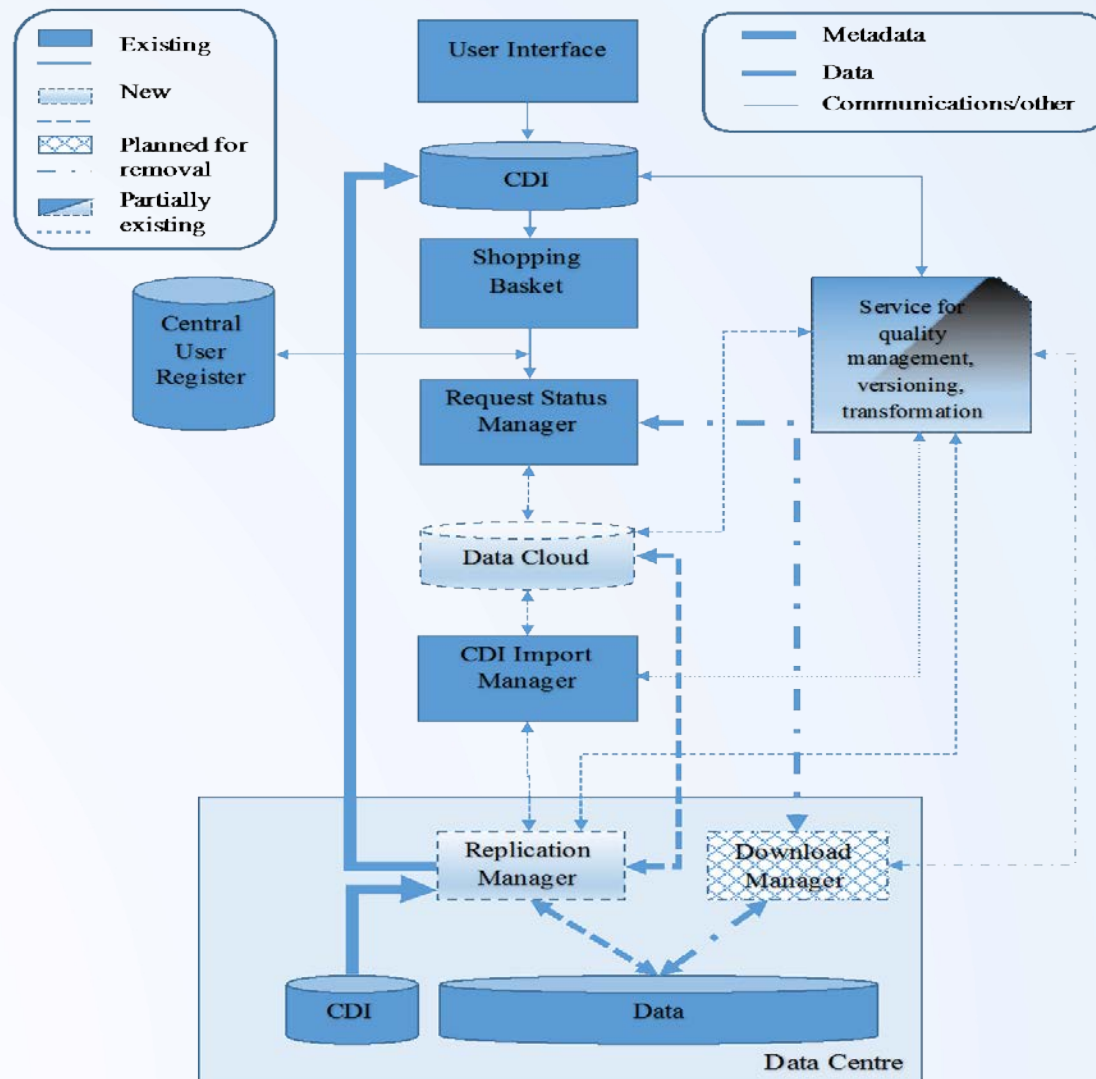 Existing
New
Planned for
removal
Partially
existing
User Interface
Metadata
Data
Communications/other
CDI
Shopping
Basket
Central
User
Register
Service for
quality
management,
versioning,
transformation
Request Status
Manager
Data Cloud
CDI Import
Manager
Replication
Manager
Download
Manager
CDI
Data
Data Centre